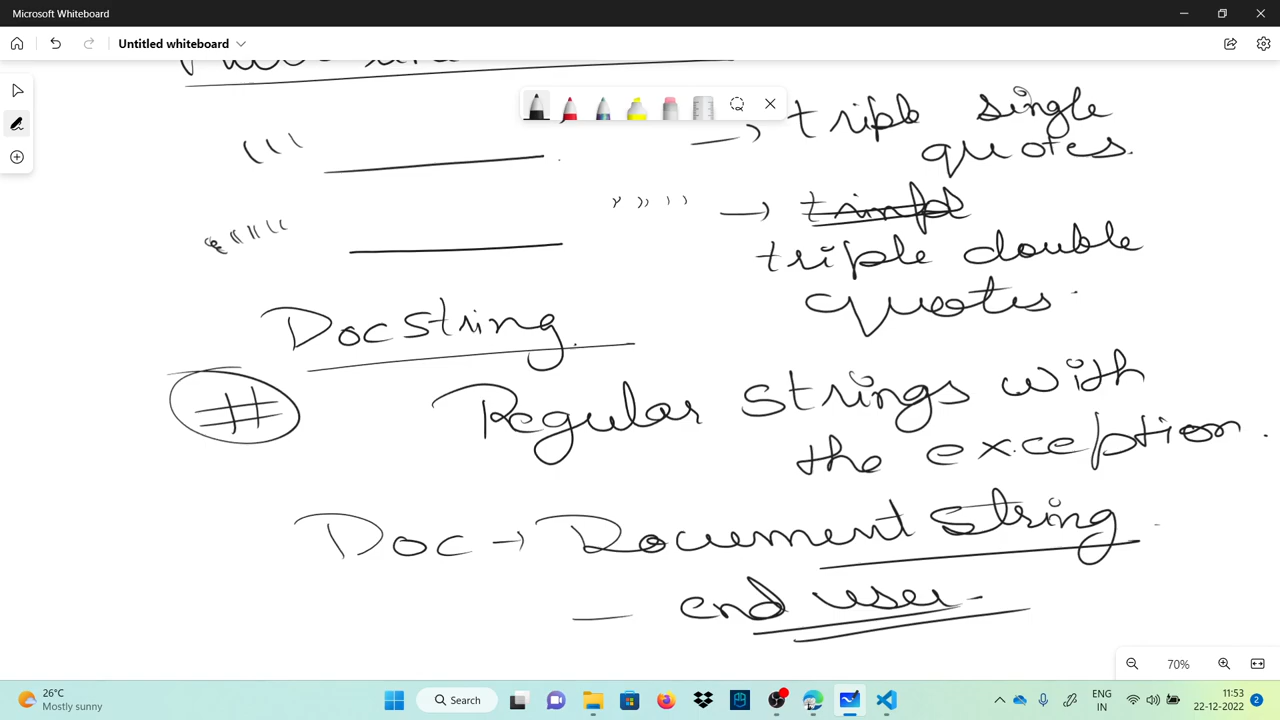 Microsoft Whiteboard
Untitled whiteboard
''' → triple single
quotes.
""" """ →
triple double
quotes.
Docstring.
# Regular strings with
the exception.
Doc → Document string.
— end user.
70%
26°C
Mostly sunny
Search
ENG
IN
11:53
22-12-2022
2